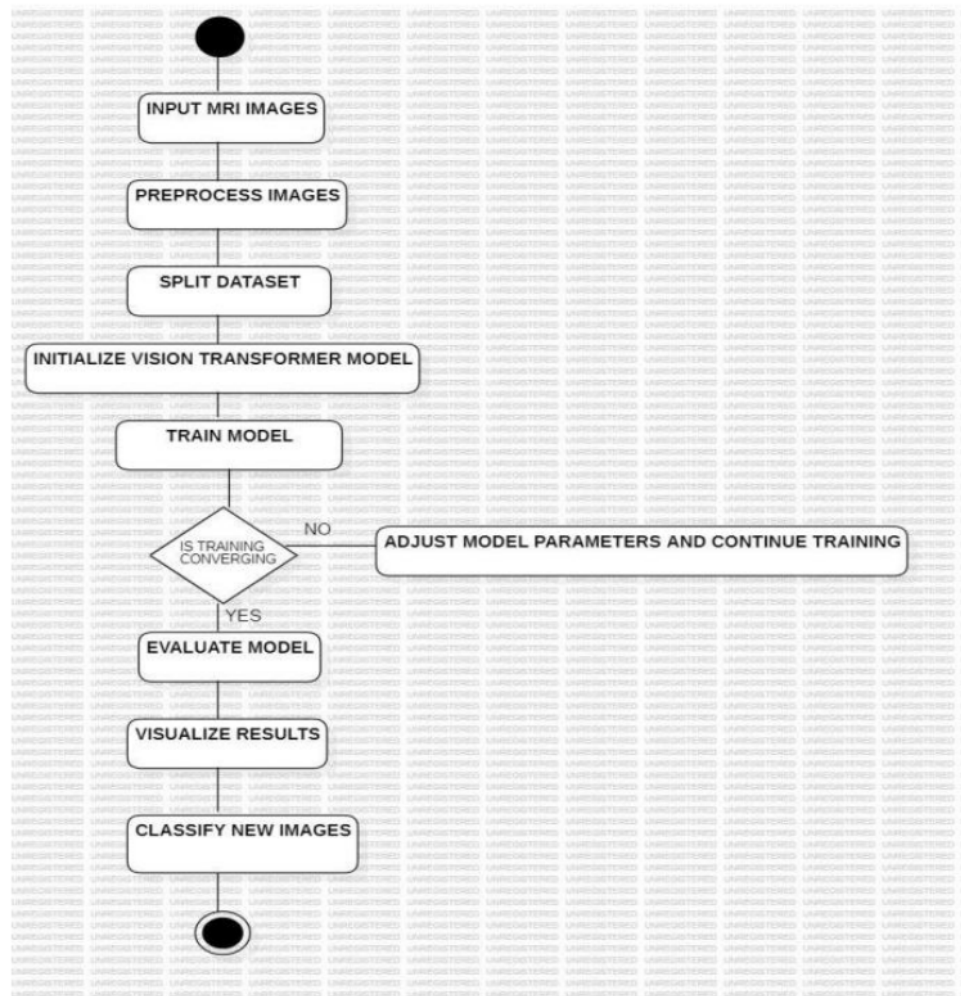 INPUT MRI IMAGES
PREPROCESS IMAGES
SPLIT DATASET
INITIALIZE VISION TRANSFORMER MODEL
TRAIN MODEL
IS TRAINING
CONVERGING
NO
ADJUST MODEL PARAMETERS AND CONTINUE TRAINING
YES
EVALUATE MODEL
VISUALIZE RESULTS
CLASSIFY NEW IMAGES
UNREGISTERED